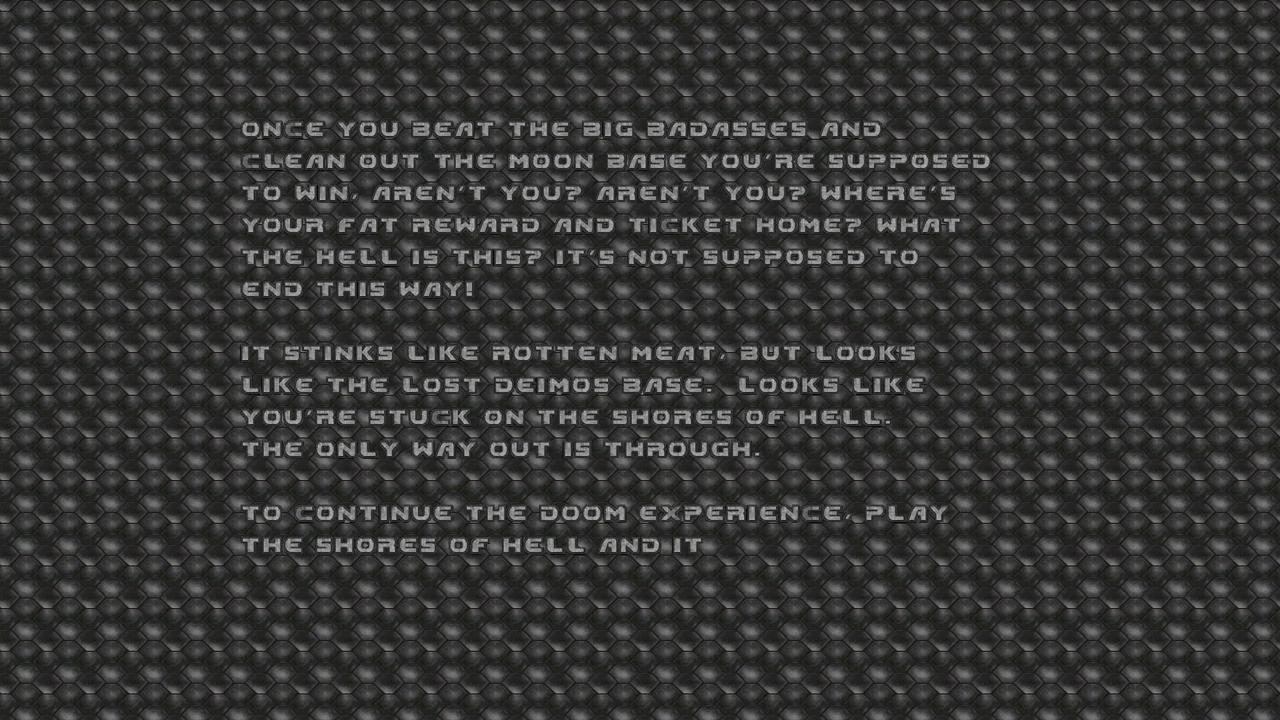 ONCE YOU BEAT THE BIG BADASSES AND
CLEAN OUT THE MOON BASE YOU'RE SUPPOSED
TO WIN, AREN'T YOU? AREN'T YOU? WHERE'S
YOUR FAT REWARD AND TICKET HOME? WHAT
THE HELL IS THIS? IT'S NOT SUPPOSED TO
END THIS WAY!
IT STINKS LIKE ROTTEN MEAT, BUT LOOKS
LIKE THE LOST DEIMOS BASE.  LOOKS LIKE
YOU'RE STUCK ON THE SHORES OF HELL.
THE ONLY WAY OUT IS THROUGH.
TO CONTINUE THE DOOM EXPERIENCE, PLAY
THE SHORES OF HELL AND IT